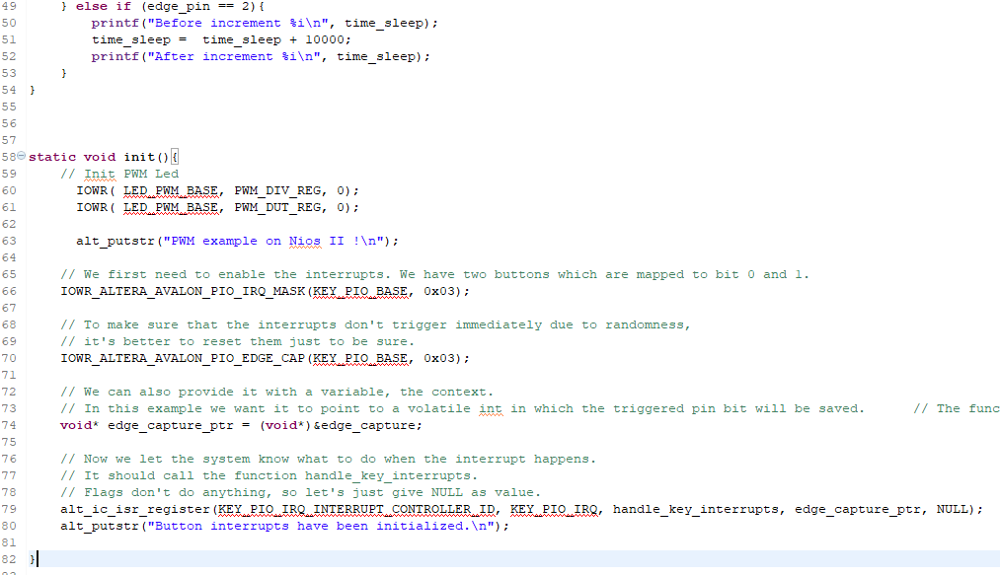 49 } else if (edge_pin == 2){
50 printf("Before increment %i\n", time_sleep);
51 time_sleep =  time_sleep + 10000;
52 printf("After increment %i\n", time_sleep);
53 }
54 }
55
56
57
58 static void init(){
59 // Init PWM Led
60 IOWR( LED_PWM_BASE, PWM_DIV_REG, 0);
61 IOWR( LED_PWM_BASE, PWM_DUT_REG, 0);
62
63 alt_putstr("PWM example on Nios II !\n");
64
65 // We first need to enable the interrupts. We have two buttons which are mapped to bit 0 and 1.
66 IOWR_ALTERA_AVALON_PIO_IRQ_MASK(KEY_PIO_BASE, 0x03);
67
68 // To make sure that the interrupts don't trigger immediately due to randomness,
69 // it's better to reset them just to be sure.
70 IOWR_ALTERA_AVALON_PIO_EDGE_CAP(KEY_PIO_BASE, 0x03);
71
72 // We can also provide it with a variable, the context.
73 // In this example we want it to point to a volatile int in which the triggered pin bit will be saved. // The func
74 void* edge_capture_ptr = (void*)&edge_capture;
75
76 // Now we let the system know what to do when the interrupt happens.
77 // It should call the function handle_key_interrupts.
78 // Flags don't do anything, so let's just give NULL as value.
79 alt_ic_isr_register(KEY_PIO_IRQ_INTERRUPT_CONTROLLER_ID, KEY_PIO_IRQ, handle_key_interrupts, edge_capture_ptr, NULL);
80 alt_putstr("Button interrupts have been initialized.\n");
81
82 }